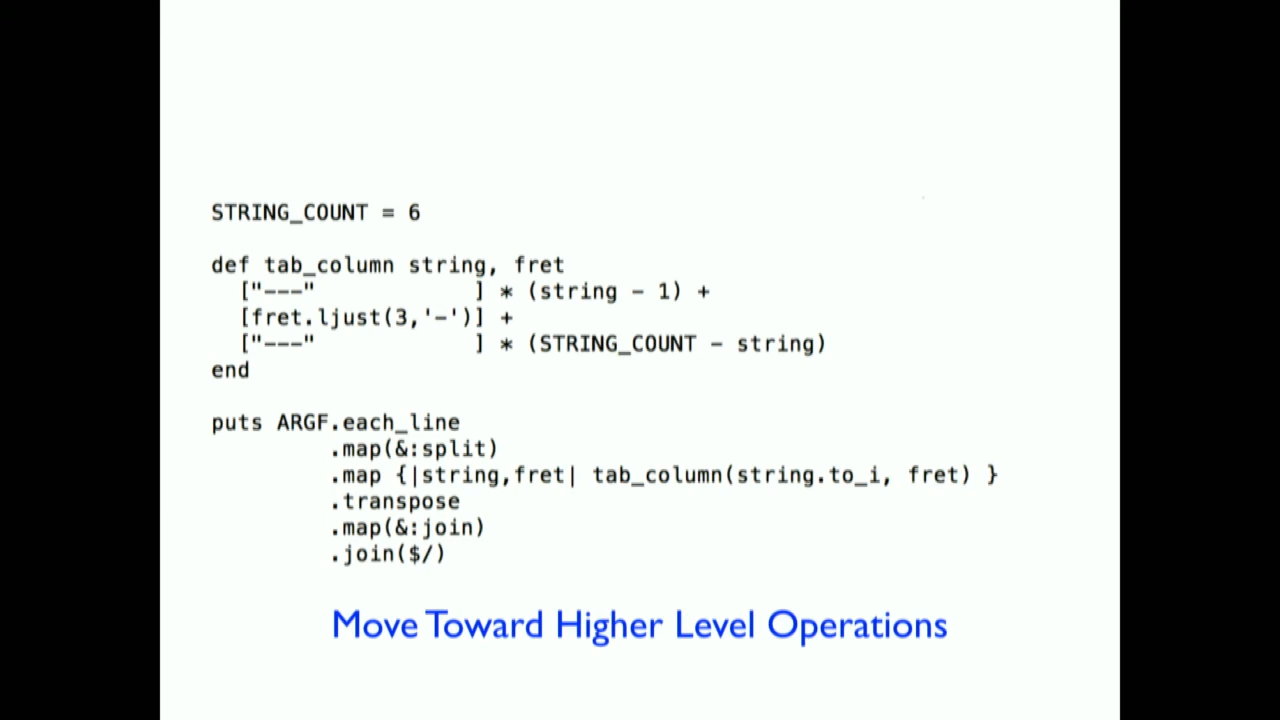 STRING_COUNT = 6
def tab_column string, fret
  ["---"            ] * (string - 1) +
  [fret.ljust(3,'-')] +
  ["---"            ] * (STRING_COUNT - string)
end
puts ARGF.each_line
         .map(&:split)
         .map {|string,fret| tab_column(string.to_i, fret) }
         .transpose
         .map(&:join)
         .join($/)
Move Toward Higher Level Operations